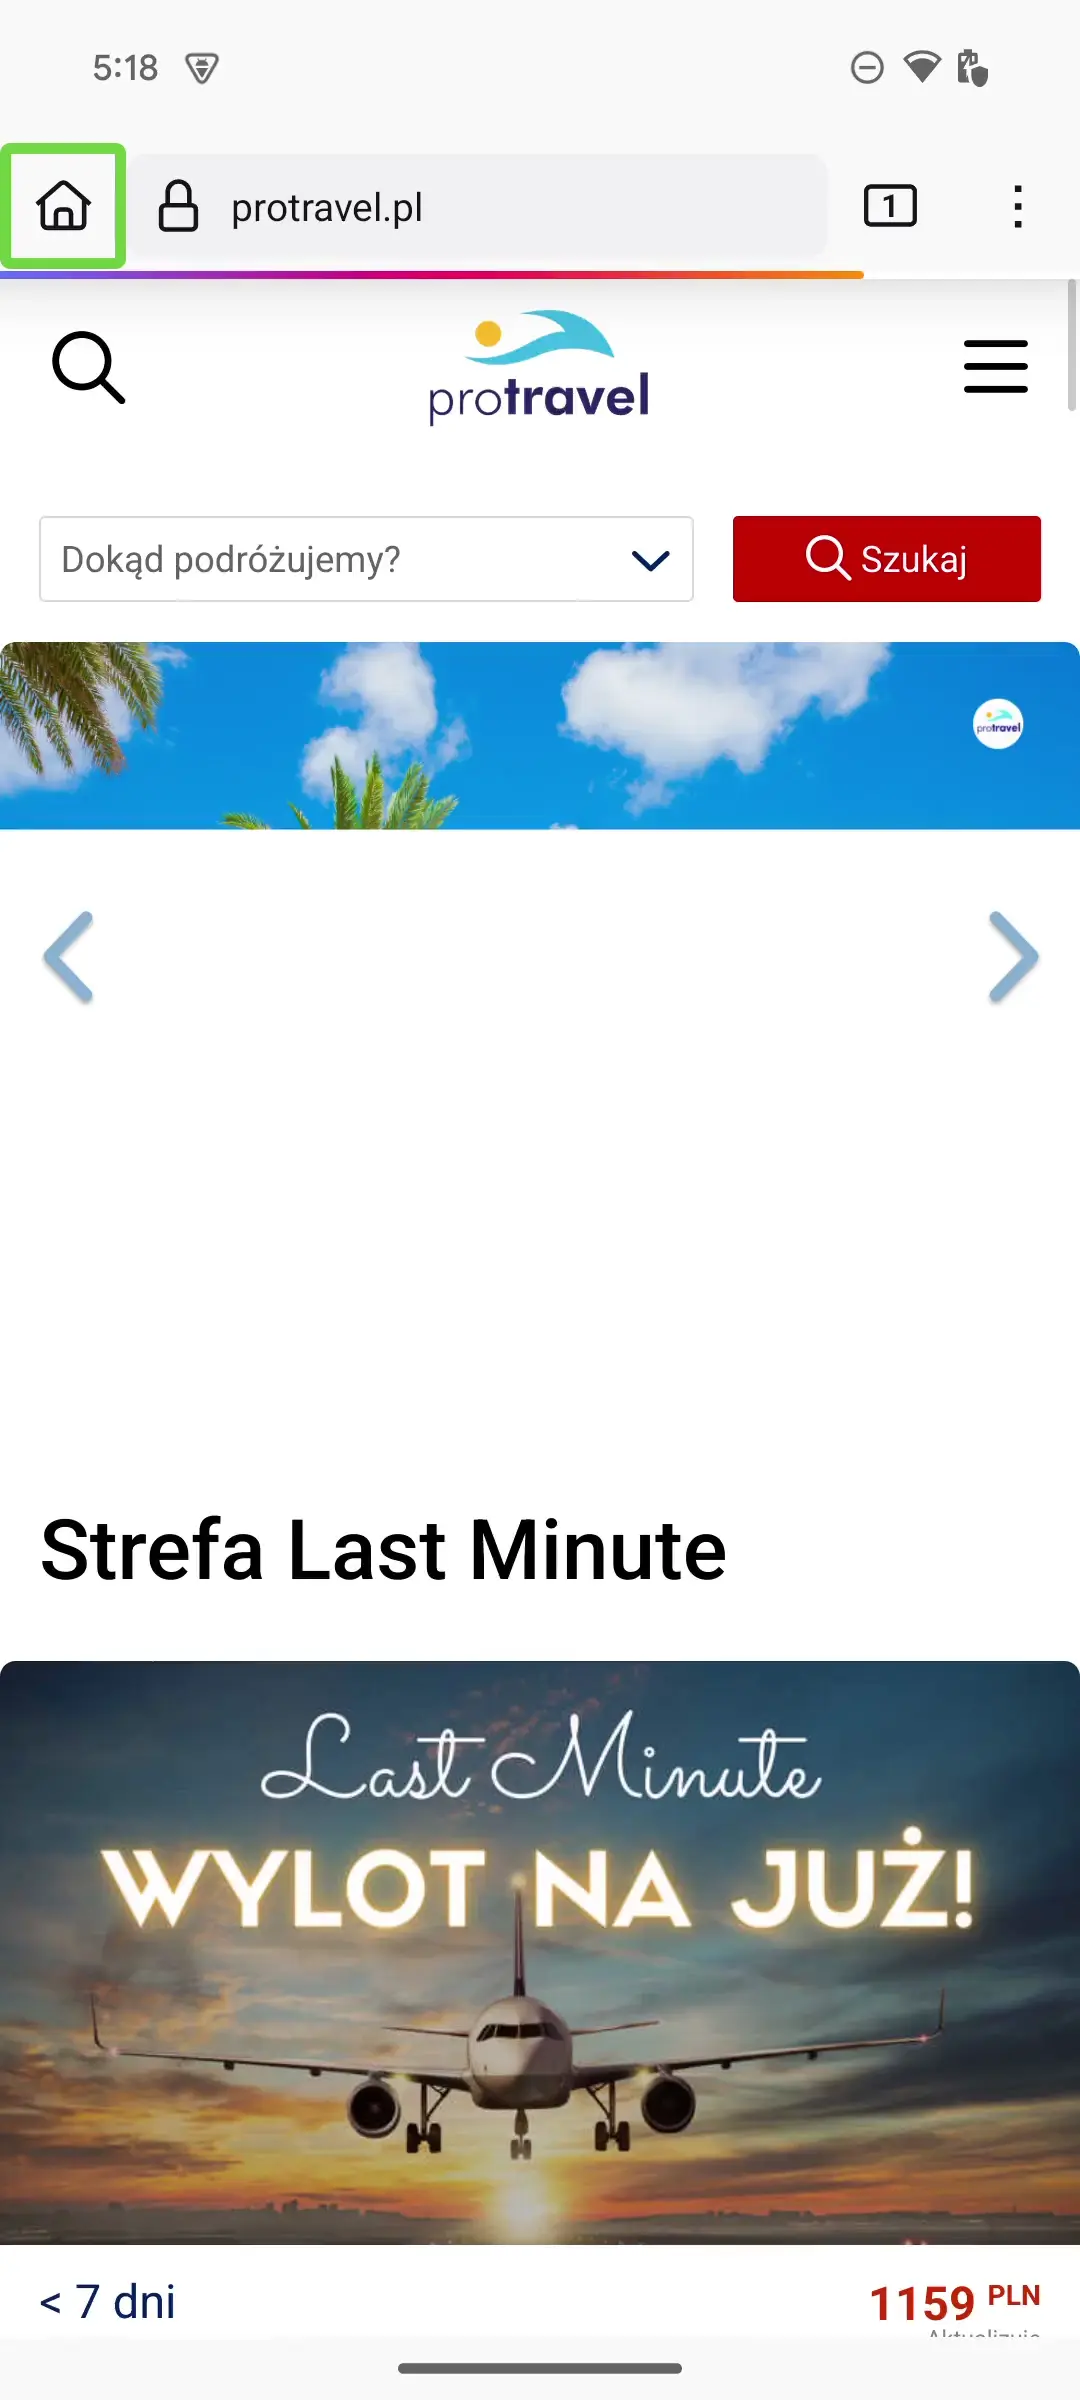 5:18
protravel.pl
1
protravel
Dokąd podróżujemy?
Szukaj
protravel
Strefa Last Minute
Last Minute
WYLOT NA JUŻ!
< 7 dni
1159 PLN